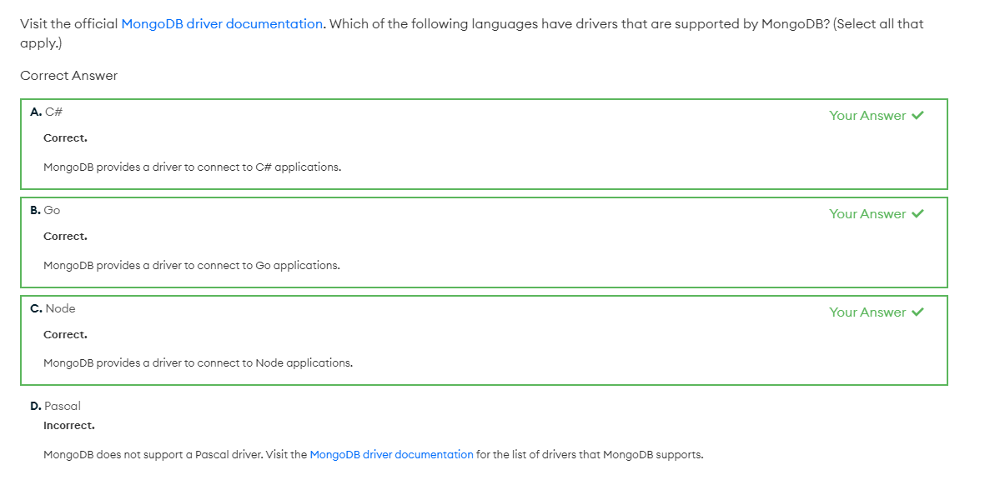 Visit the official MongoDB driver documentation. Which of the following languages have drivers that are supported by MongoDB? (Select all that
apply.)
Correct Answer
A. C#
Your Answer ✓
Correct.
MongoDB provides a driver to connect to C# applications.
B. Go
Your Answer ✓
Correct.
MongoDB provides a driver to connect to Go applications.
C. Node
Your Answer ✓
Correct.
MongoDB provides a driver to connect to Node applications.
D. Pascal
Incorrect.
MongoDB does not support a Pascal driver. Visit the MongoDB driver documentation for the list of drivers that MongoDB supports.